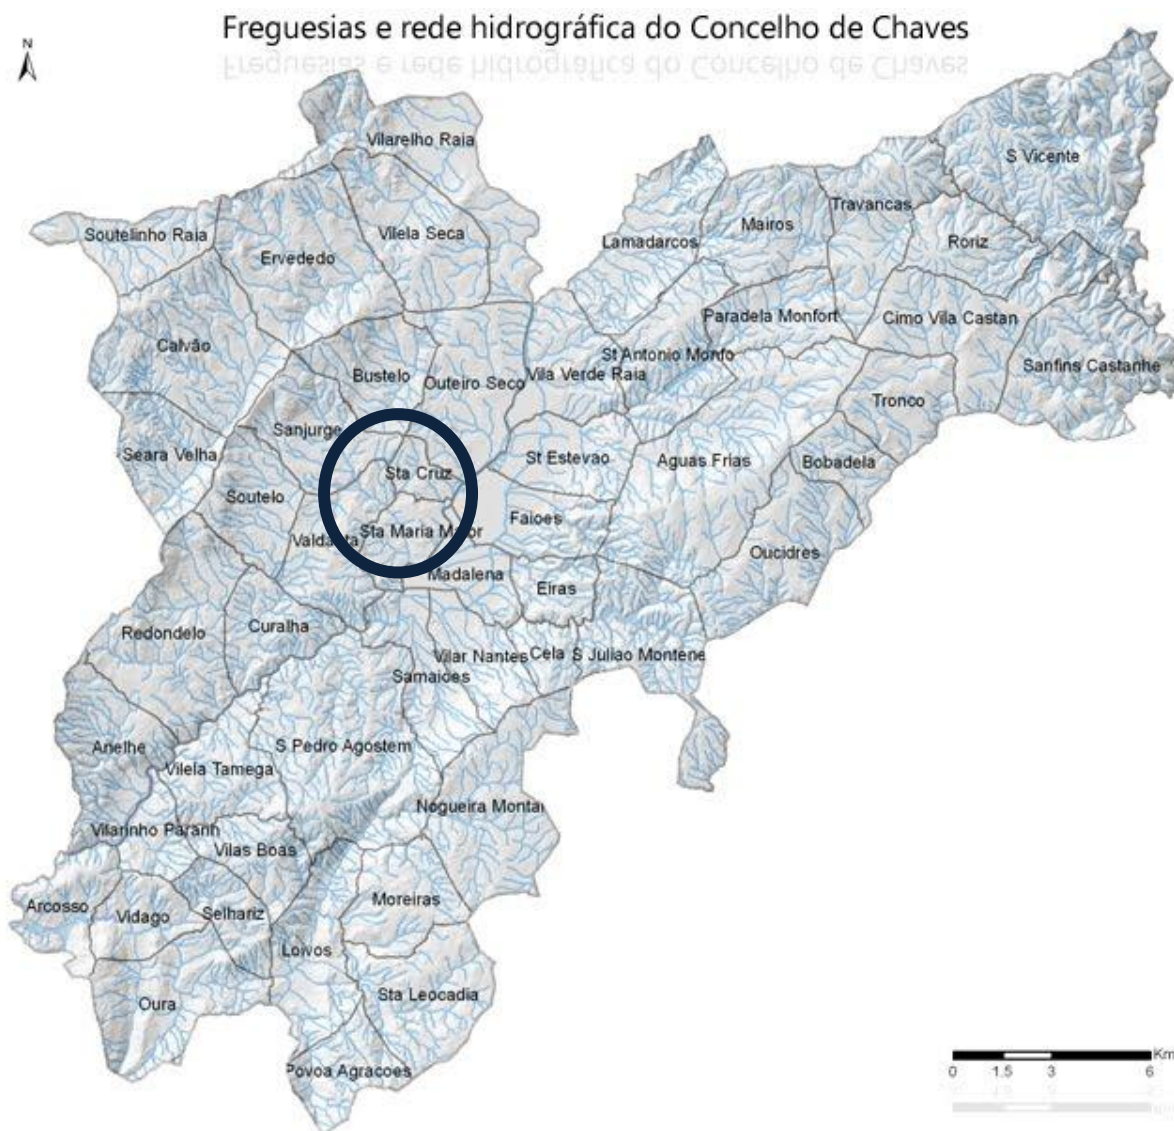 Freguesias e rede hidrográfica do Concelho de Chaves
N
Vilarelho Raia
S Vicente
Travancas
Mairos
Soutelinho Raia
Vilela Seca
Lamadarcos
Roriz
Ervededo
Paradela Monfort
Cimo Vila Castan
Calvão
St Antonio Monfo
Sanfins Castanhe
Bustelo
Outeiro Seco
Vila Verde Raia
Tronco
Sanjurge
Seara Velha
St Estevao
Aguas Frias
Bobadela
Sta Cruz
Soutelo
Faioes
Sta Maria Maior
Valdanta
Oucidres
Madalena
Eiras
Redondelo
Curalha
Vilar Nantes
Cela
S Juliao Montene
Samaioes
Anelhe
S Pedro Agostem
Vilela Tamega
Nogueira Montan
Vilarinho Paranh
Vilas Boas
Moreiras
Arcosso
Vidago
Selhariz
Loivos
Sta Leocadia
Oura
Povoa Agracoes
Km
0 1.5 3 6